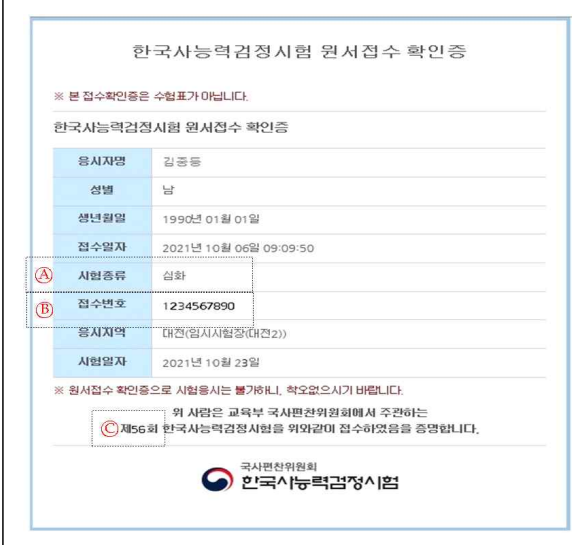 한국사능력검정시험 원서접수 확인증
※ 본 접수확인증은 수험표가 아닙니다.
한국사능력검정시험 원서접수 확인증
응시자명 김중등
성별 남
생년월일 1990년 01월 01일
접수일자 2021년 10월 06일 09:09:50
Ⓐ 시험종류 심화
Ⓑ 접수번호 1234567890
응시지역 대전(임시시험장(대전2))
시험일자 2021년 10월 23일
※ 원서접수 확인증으로 시험응시는 불가하니, 착오없으시기 바랍니다.
위 사람은 교육부 국사편찬위원회에서 주관하는
Ⓒ 제56회 한국사능력검정시험을 위와같이 접수하였음을 증명합니다.
국사편찬위원회
한국사능력검정시험